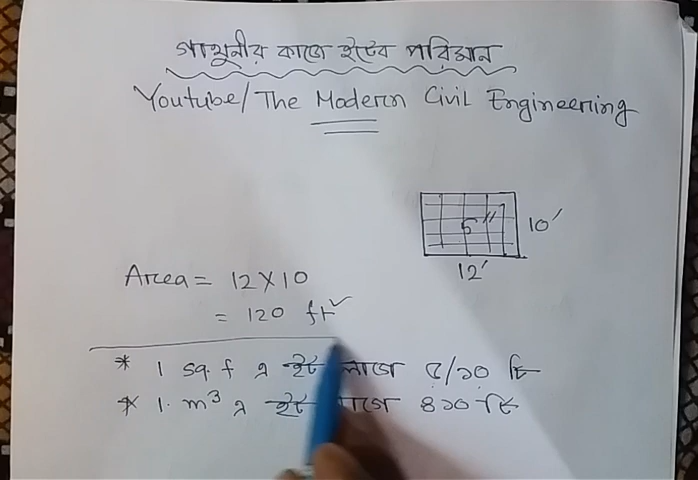 গাথুনীর কাজে ইটের পরিমান
Youtube/The Modern Civil Engineering
5"
10'
12'
Area = 12X10
= 120 ft²
* 1 sq.f এ ইট লাগে ৫/১০ টি
* 1. m³ এ ইট লাগে ৪১০ টি